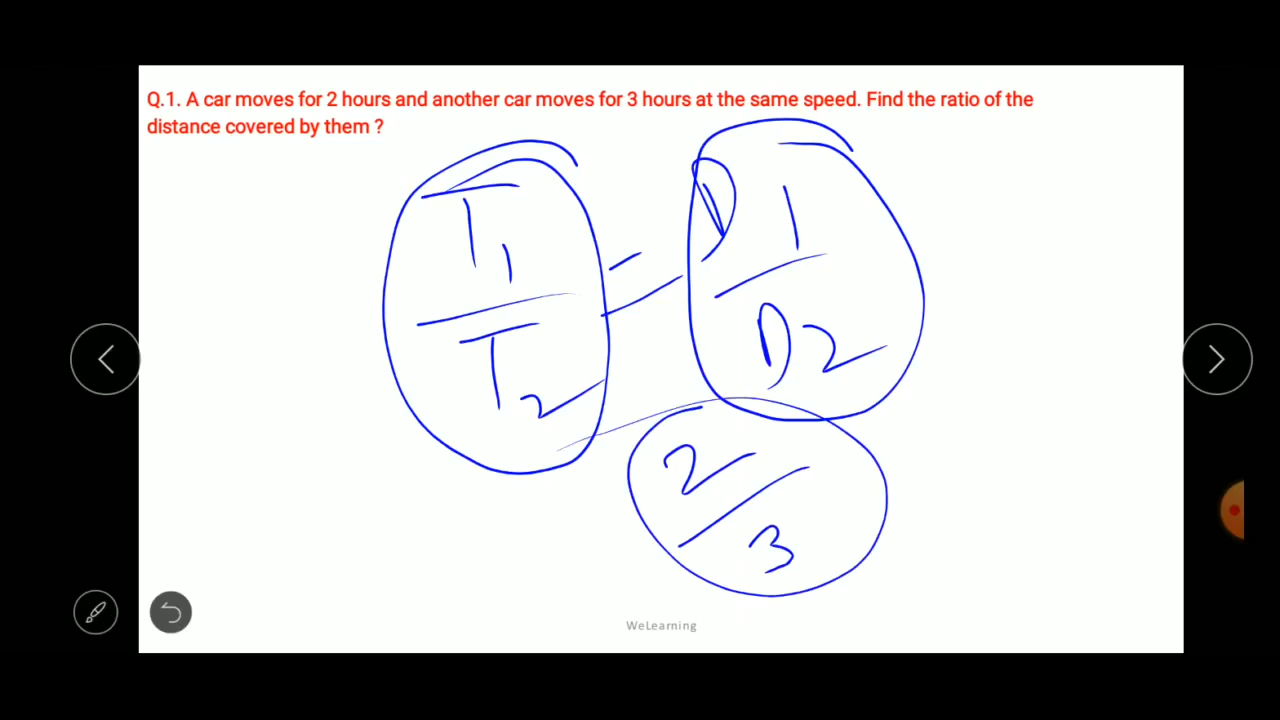 Q.1. A car moves for 2 hours and another car moves for 3 hours at the same speed. Find the ratio of the
distance covered by them ?
T1/T2 = D1/D2
2/3
WeLearning